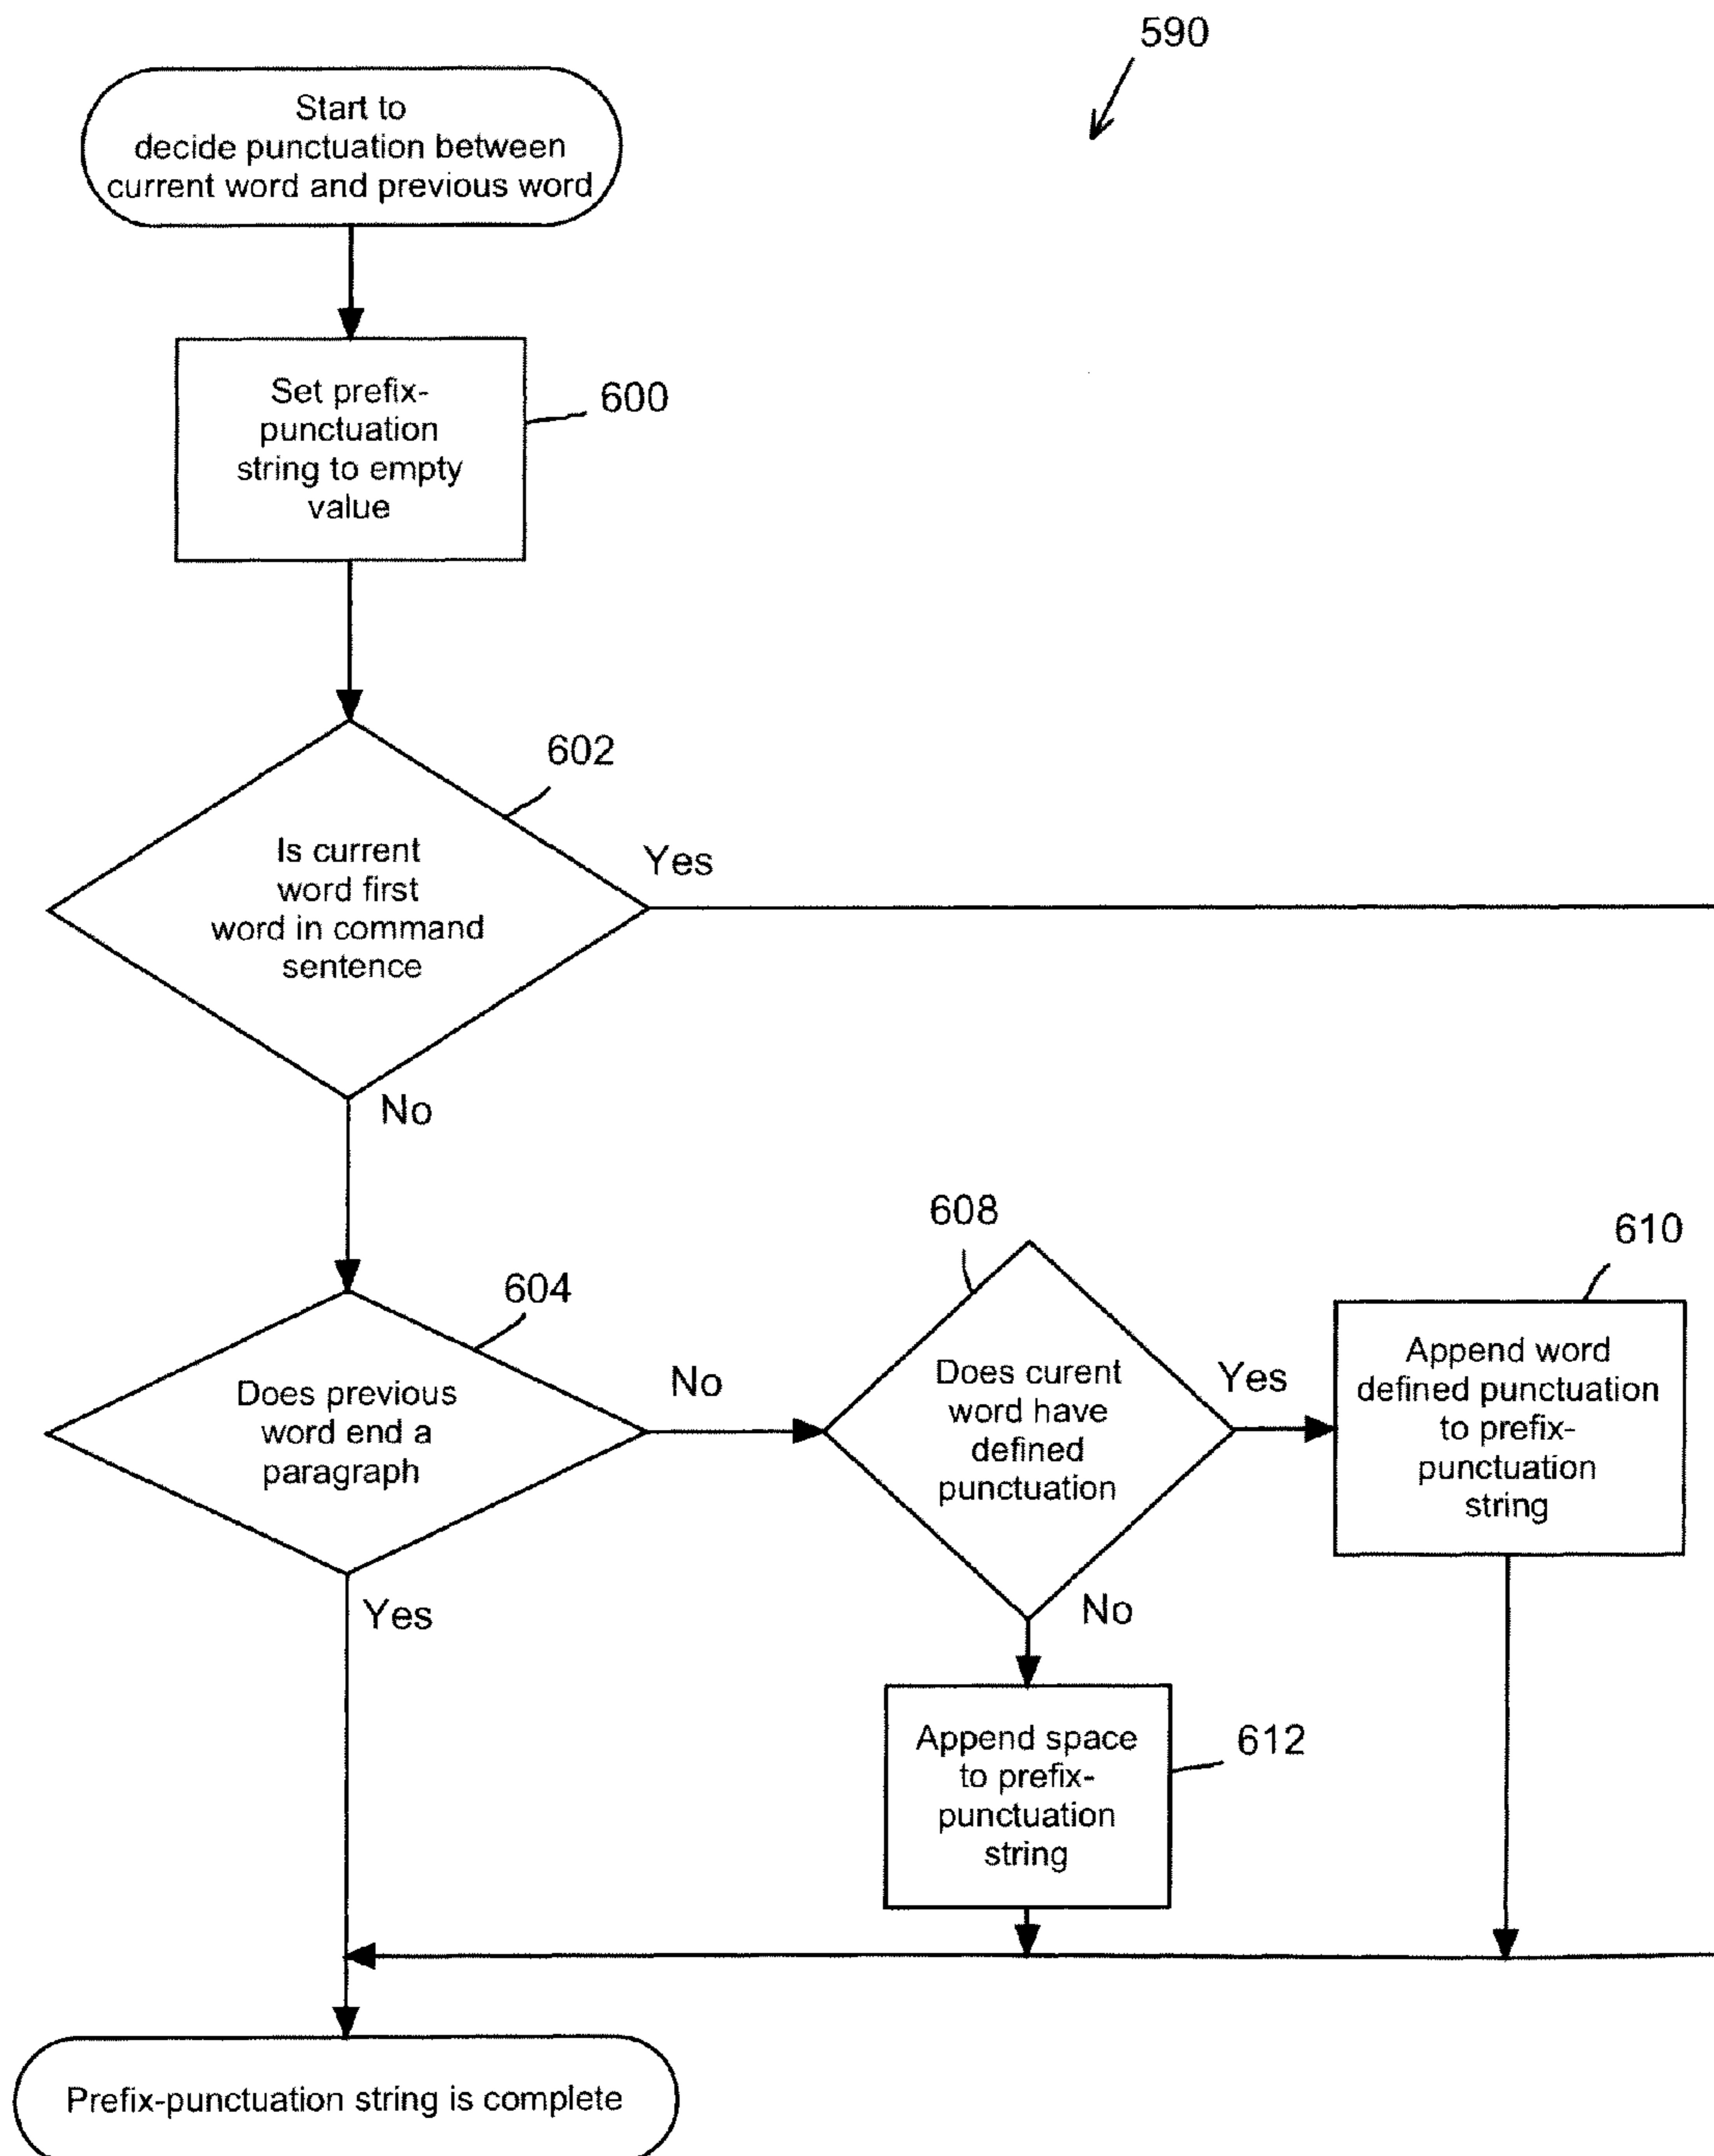 590
Start to
decide punctuation between
current word and previous word
Set prefix-
punctuation
string to empty
value
600
602
Is current
word first
word in command
sentence
Yes
No
604
Does previous
word end a
paragraph
No
Yes
608
Does curent
word have
defined
punctuation
Yes
No
610
Append word
defined punctuation
to prefix-
punctuation
string
Append space
to prefix-
punctuation
string
612
Prefix-punctuation string is complete